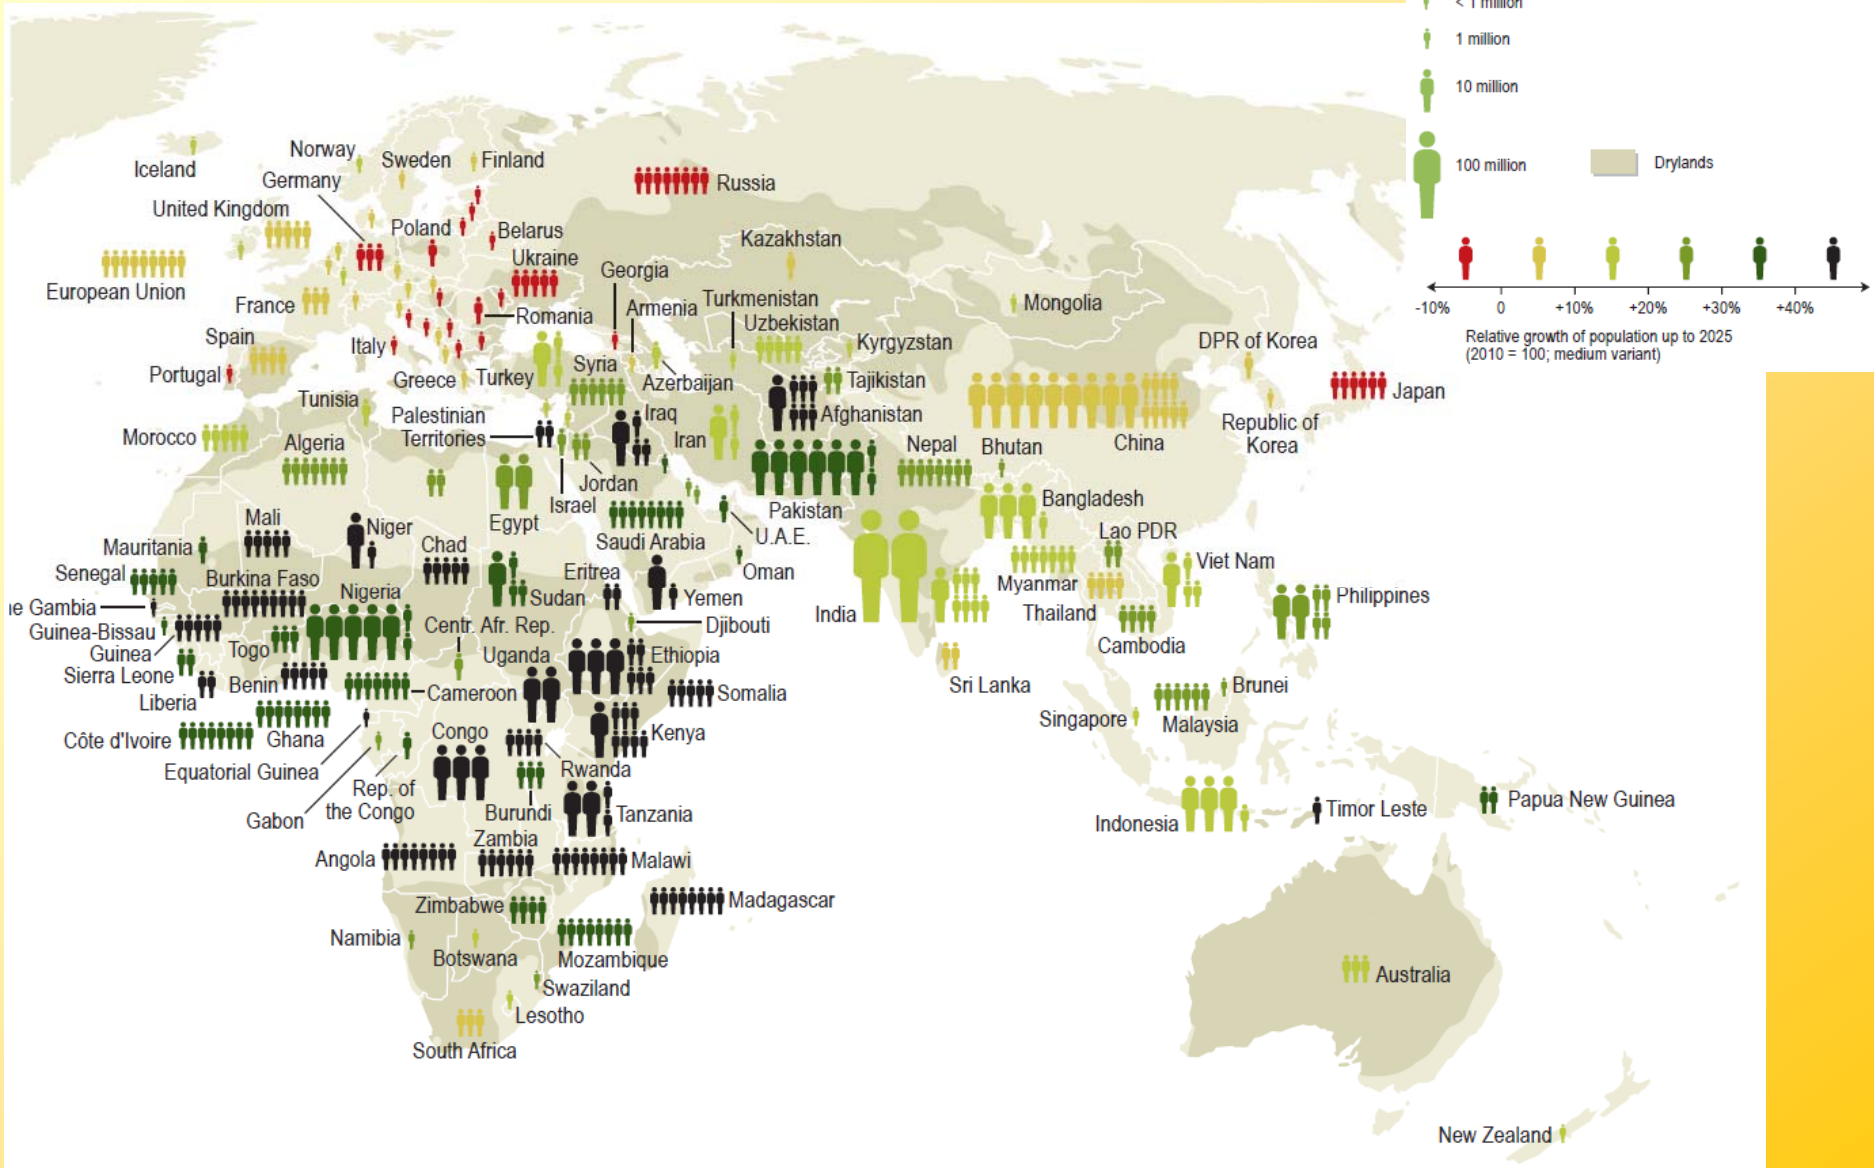 < 1 million
1 million
10 million
100 million
Drylands
-10%
0
+10%
+20%
+30%
+40%
Relative growth of population up to 2025
(2010 = 100; medium variant)
Iceland
Norway
Sweden
Finland
Germany
United Kingdom
Poland
Belarus
Ukraine
Russia
European Union
France
Romania
Spain
Italy
Portugal
Greece
Turkey
Georgia
Armenia
Azerbaijan
Turkmenistan
Uzbekistan
Kazakhstan
Kyrgyzstan
Tajikistan
Afghanistan
Mongolia
DPR of Korea
Republic of
Korea
Japan
China
Tunisia
Morocco
Algeria
Palestinian
Territories
Syria
Iraq
Iran
Jordan
Israel
Egypt
Saudi Arabia
U.A.E.
Oman
Yemen
Pakistan
Nepal
Bhutan
Bangladesh
India
Sri Lanka
Myanmar
Lao PDR
Thailand
Viet Nam
Cambodia
Philippines
Brunei
Malaysia
Singapore
Indonesia
Timor Leste
Papua New Guinea
Australia
New Zealand
Mauritania
Mali
Niger
Chad
Senegal
Burkina Faso
Nigeria
Sudan
Eritrea
Djibouti
e Gambia
Guinea-Bissau
Guinea
Sierra Leone
Liberia
Togo
Benin
Côte d'Ivoire
Ghana
Centr. Afr. Rep.
Cameroon
Uganda
Ethiopia
Somalia
Kenya
Equatorial Guinea
Gabon
Rep. of
the Congo
Congo
Rwanda
Burundi
Tanzania
Angola
Zambia
Malawi
Madagascar
Zimbabwe
Mozambique
Namibia
Botswana
Swaziland
Lesotho
South Africa